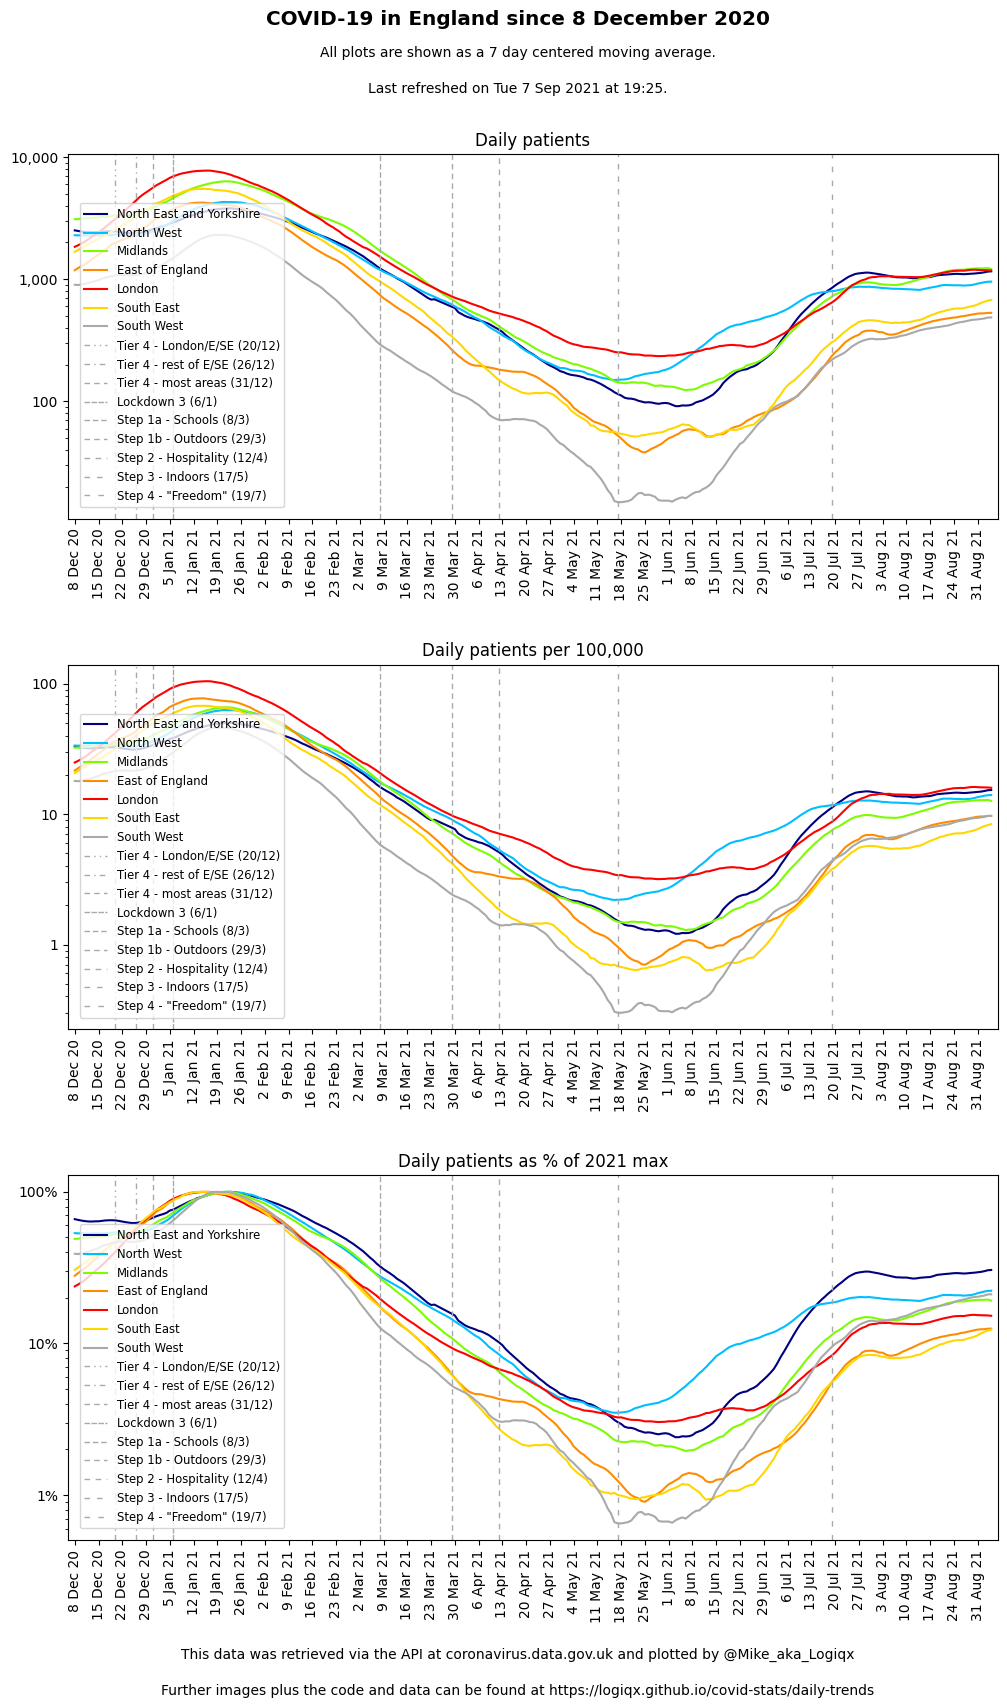 COVID-19 in England since 8 December 2020
All plots are shown as a 7 day centered moving average.
Last refreshed on Tue 7 Sep 2021 at 19:25.
Daily patients
10,000
1,000
100
North East and Yorkshire
North West
Midlands
East of England
London
South East
South West
Tier 4 - London/E/SE (20/12)
Tier 4 - rest of E/SE (26/12)
Tier 4 - most areas (31/12)
Lockdown 3 (6/1)
Step 1a - Schools (8/3)
Step 1b - Outdoors (29/3)
Step 2 - Hospitality (12/4)
Step 3 - Indoors (17/5)
Step 4 - "Freedom" (19/7)
8 Dec 20
15 Dec 20
22 Dec 20
29 Dec 20
5 Jan 21
12 Jan 21
19 Jan 21
26 Jan 21
2 Feb 21
9 Feb 21
16 Feb 21
23 Feb 21
2 Mar 21
9 Mar 21
16 Mar 21
23 Mar 21
30 Mar 21
6 Apr 21
13 Apr 21
20 Apr 21
27 Apr 21
4 May 21
11 May 21
18 May 21
25 May 21
1 Jun 21
8 Jun 21
15 Jun 21
22 Jun 21
29 Jun 21
6 Jul 21
13 Jul 21
20 Jul 21
27 Jul 21
3 Aug 21
10 Aug 21
17 Aug 21
24 Aug 21
31 Aug 21
Daily patients per 100,000
100
10
1
North East and Yorkshire
North West
Midlands
East of England
London
South East
South West
Tier 4 - London/E/SE (20/12)
Tier 4 - rest of E/SE (26/12)
Tier 4 - most areas (31/12)
Lockdown 3 (6/1)
Step 1a - Schools (8/3)
Step 1b - Outdoors (29/3)
Step 2 - Hospitality (12/4)
Step 3 - Indoors (17/5)
Step 4 - "Freedom" (19/7)
8 Dec 20
15 Dec 20
22 Dec 20
29 Dec 20
5 Jan 21
12 Jan 21
19 Jan 21
26 Jan 21
2 Feb 21
9 Feb 21
16 Feb 21
23 Feb 21
2 Mar 21
9 Mar 21
16 Mar 21
23 Mar 21
30 Mar 21
6 Apr 21
13 Apr 21
20 Apr 21
27 Apr 21
4 May 21
11 May 21
18 May 21
25 May 21
1 Jun 21
8 Jun 21
15 Jun 21
22 Jun 21
29 Jun 21
6 Jul 21
13 Jul 21
20 Jul 21
27 Jul 21
3 Aug 21
10 Aug 21
17 Aug 21
24 Aug 21
31 Aug 21
Daily patients as % of 2021 max
100%
10%
1%
North East and Yorkshire
North West
Midlands
East of England
London
South East
South West
Tier 4 - London/E/SE (20/12)
Tier 4 - rest of E/SE (26/12)
Tier 4 - most areas (31/12)
Lockdown 3 (6/1)
Step 1a - Schools (8/3)
Step 1b - Outdoors (29/3)
Step 2 - Hospitality (12/4)
Step 3 - Indoors (17/5)
Step 4 - "Freedom" (19/7)
8 Dec 20
15 Dec 20
22 Dec 20
29 Dec 20
5 Jan 21
12 Jan 21
19 Jan 21
26 Jan 21
2 Feb 21
9 Feb 21
16 Feb 21
23 Feb 21
2 Mar 21
9 Mar 21
16 Mar 21
23 Mar 21
30 Mar 21
6 Apr 21
13 Apr 21
20 Apr 21
27 Apr 21
4 May 21
11 May 21
18 May 21
25 May 21
1 Jun 21
8 Jun 21
15 Jun 21
22 Jun 21
29 Jun 21
6 Jul 21
13 Jul 21
20 Jul 21
27 Jul 21
3 Aug 21
10 Aug 21
17 Aug 21
24 Aug 21
31 Aug 21
This data was retrieved via the API at coronavirus.data.gov.uk and plotted by @Mike_aka_Logiqx
Further images plus the code and data can be found at https://logiqx.github.io/covid-stats/daily-trends